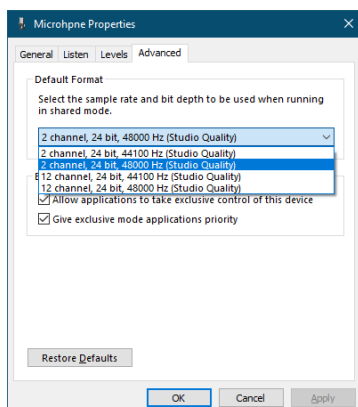 Microhpne Properties
General Listen Levels Advanced
Default Format
Select the sample rate and bit depth to be used when running
in shared mode.
2 channel, 24 bit, 48000 Hz (Studio Quality)
2 channel, 24 bit, 44100 Hz (Studio Quality)
2 channel, 24 bit, 48000 Hz (Studio Quality)
12 channel, 24 bit, 44100 Hz (Studio Quality)
12 channel, 24 bit, 48000 Hz (Studio Quality)
Allow applications to take exclusive control of this device
Give exclusive mode applications priority
Restore Defaults
OK Cancel Apply